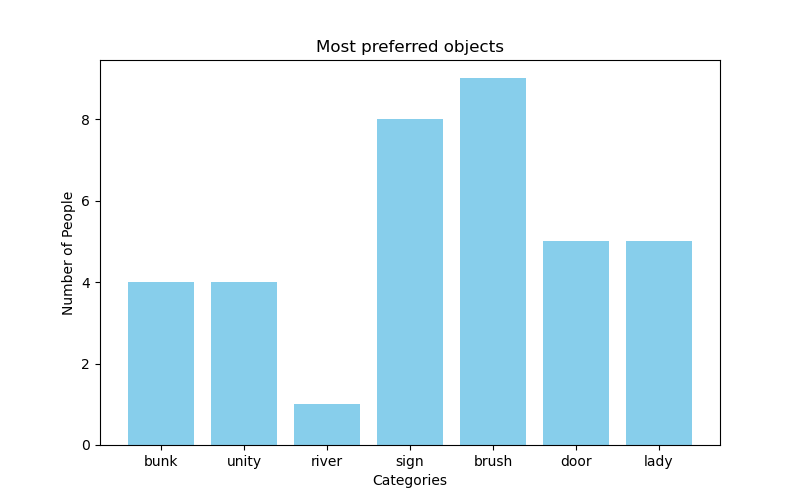 Most preferred objects
Number of People
8
6
4
2
0
bunk unity river sign brush door lady
Categories